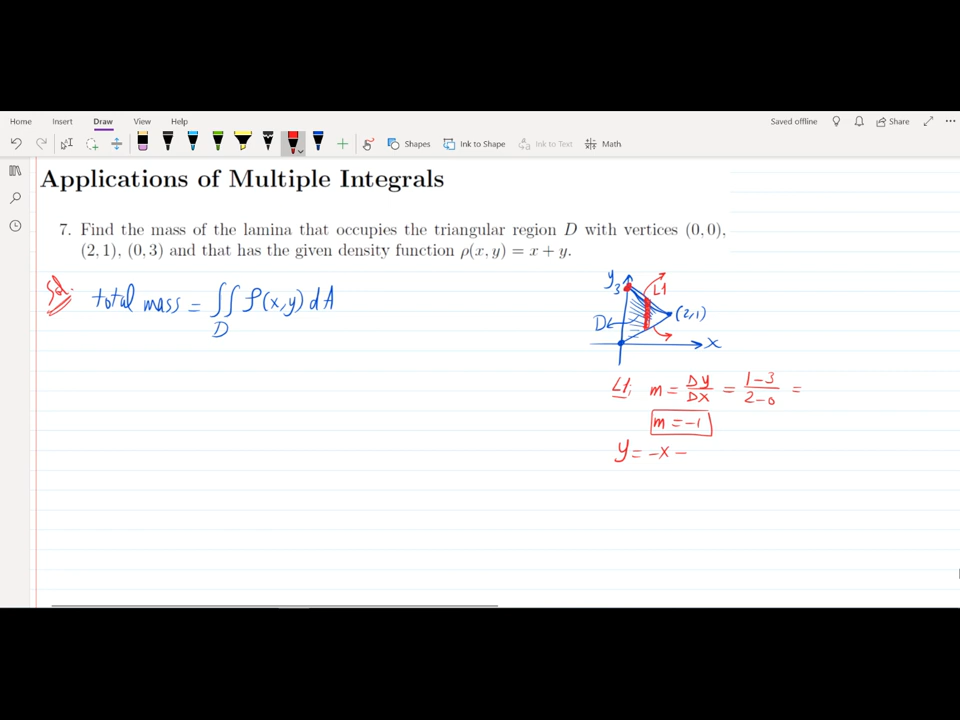 Home Insert Draw View Help
Saved offline Share
Shapes Ink to Shape Ink to Text Math
Applications of Multiple Integrals
7. Find the mass of the lamina that occupies the triangular region D with vertices (0, 0),
(2, 1), (0, 3) and that has the given density function ρ(x, y) = x + y.
Sol.
total mass = ∬ ρ(x,y) dA
D
y
3
L1
(2,1)
D
x
L1: m = Dy/Dx = 1-3/2-0 =
m = -1
y = -x -